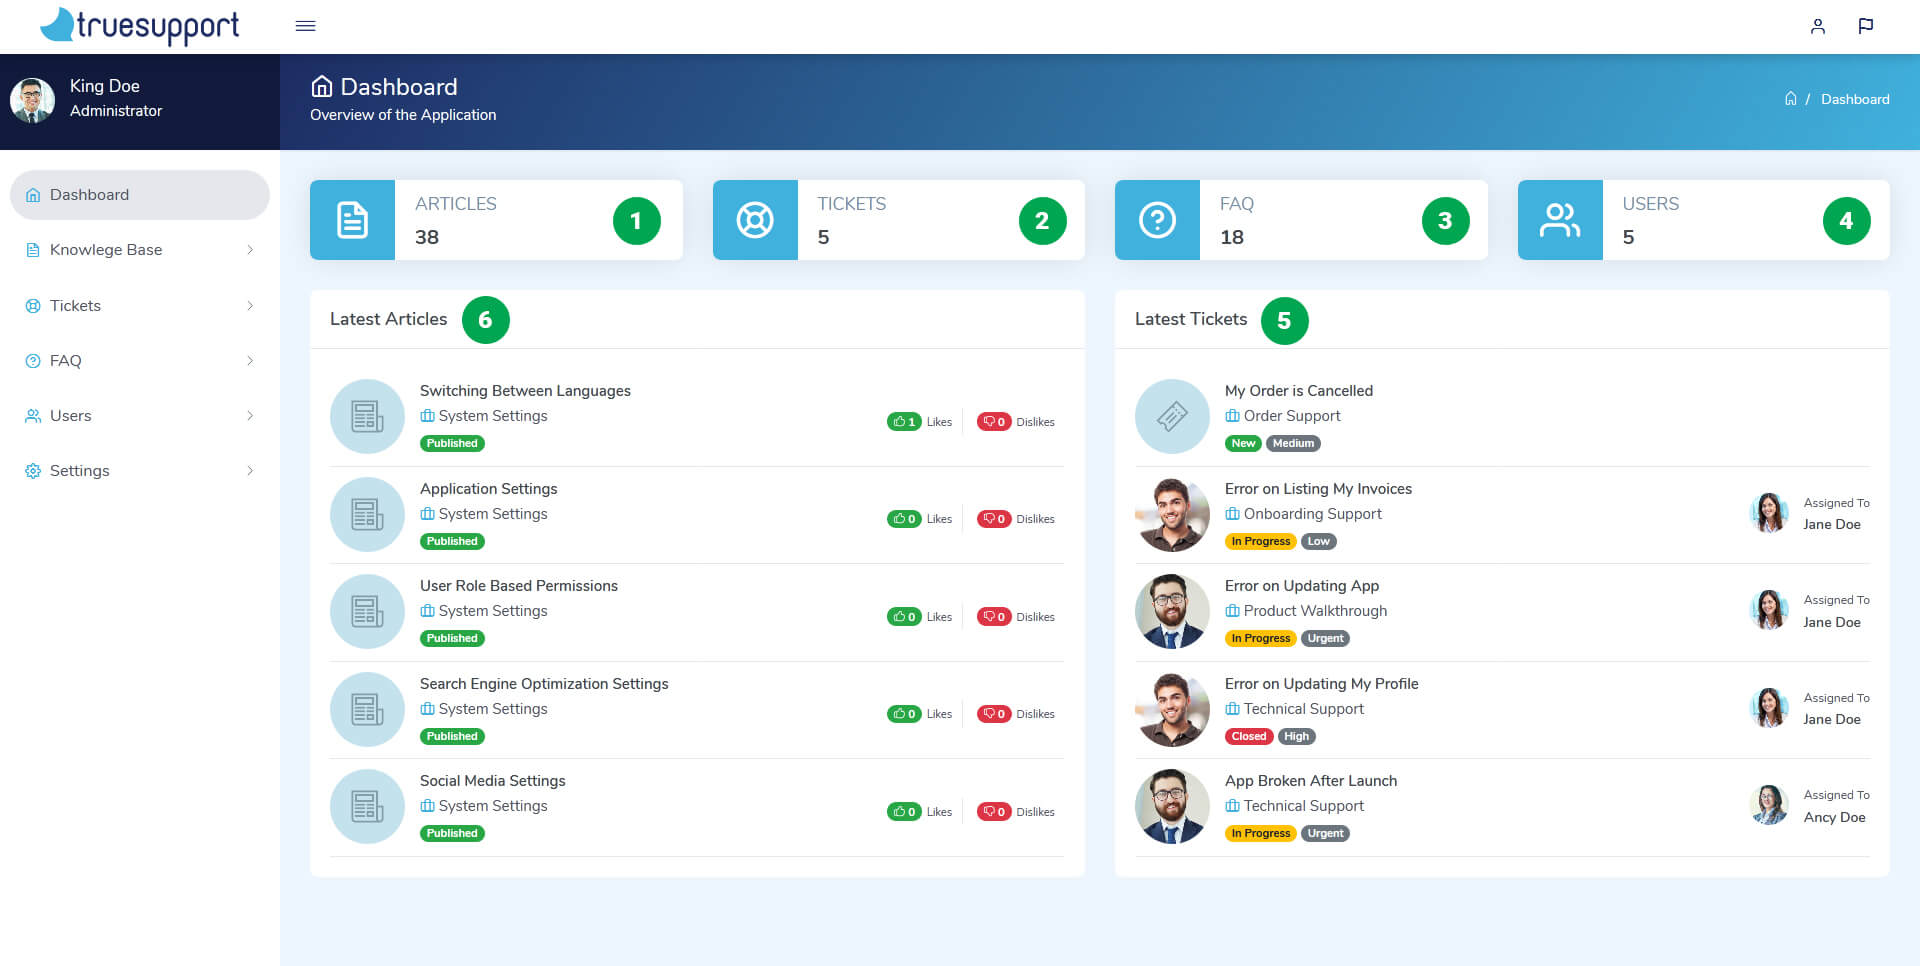 truesupport
King Doe
Administrator
Dashboard
Overview of the Application
/ Dashboard
Dashboard
Knowlege Base
Tickets
FAQ
Users
Settings
ARTICLES
38
1
TICKETS
5
2
FAQ
18
3
USERS
5
4
Latest Articles 6
Switching Between Languages
System Settings
Published
1 Likes 0 Dislikes
Application Settings
System Settings
Published
0 Likes 0 Dislikes
User Role Based Permissions
System Settings
Published
0 Likes 0 Dislikes
Search Engine Optimization Settings
System Settings
Published
0 Likes 0 Dislikes
Social Media Settings
System Settings
Published
0 Likes 0 Dislikes
Latest Tickets 5
My Order is Cancelled
Order Support
New Medium
Error on Listing My Invoices
Onboarding Support
In Progress Low
Assigned To
Jane Doe
Error on Updating App
Product Walkthrough
In Progress Urgent
Assigned To
Jane Doe
Error on Updating My Profile
Technical Support
Closed High
Assigned To
Jane Doe
App Broken After Launch
Technical Support
In Progress Urgent
Assigned To
Ancy Doe